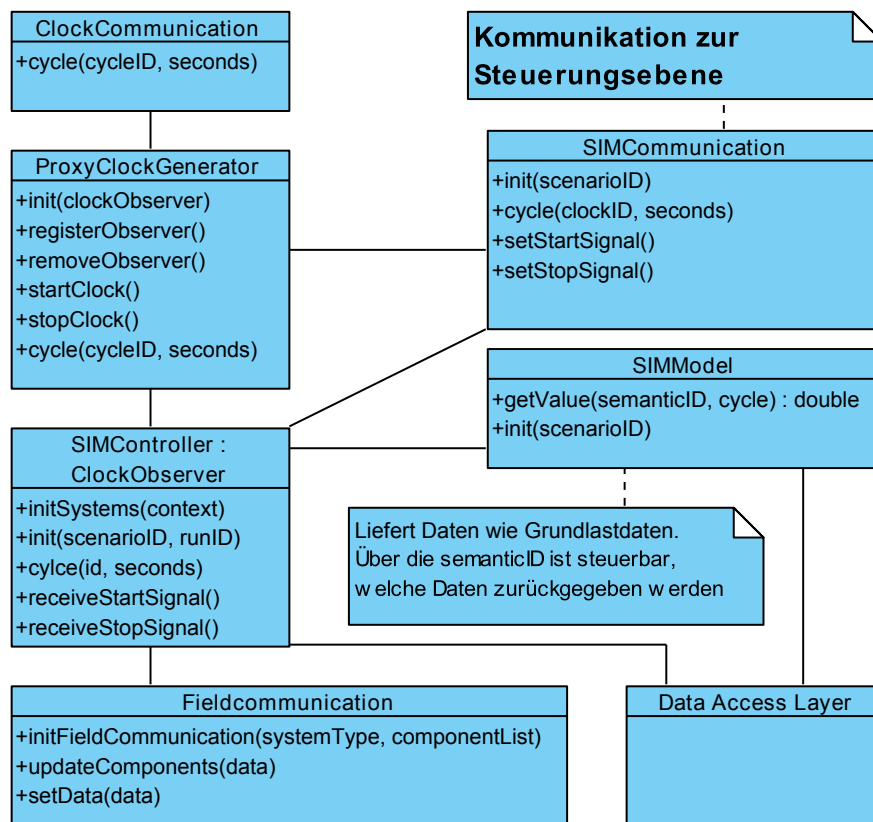 ClockCommunication
+cycle(cycleID, seconds)
Kommunikation zur
Steuerungsebene
ProxyClockGenerator
+init(clockObserver)
+registerObserver()
+removeObserver()
+startClock()
+stopClock()
+cycle(cycleID, seconds)
SIMCommunication
+init(scenarioID)
+cycle(clockID, seconds)
+setStartSignal()
+setStopSignal()
SIMModel
+getValue(semanticID, cycle) : double
+init(scenarioID)
SIMController :
ClockObserver
+initSystems(context)
+init(scenarioID, runID)
+cylce(id, seconds)
+receiveStartSignal()
+receiveStopSignal()
Liefert Daten wie Grundlastdaten.
Über die semanticID ist steuerbar,
welche Daten zurückgegeben werden
Fieldcommunication
+initFieldCommunication(systemType, componentList)
+updateComponents(data)
+setData(data)
Data Access Layer